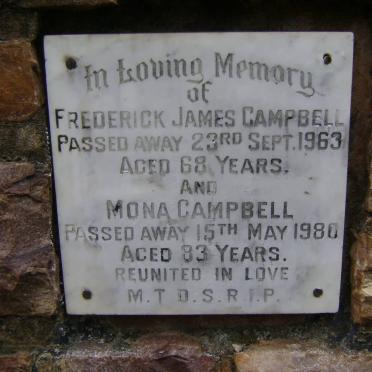 In Loving Memory
of
FREDERICK JAMES CAMPBELL
PASSED AWAY 23RD SEPT. 1963
AGED 68 YEARS.
AND
MONA CAMPBELL
PASSED AWAY 15TH MAY 1980
AGED 83 YEARS.
REUNITED IN LOVE
M.T D.S.R.I.P.